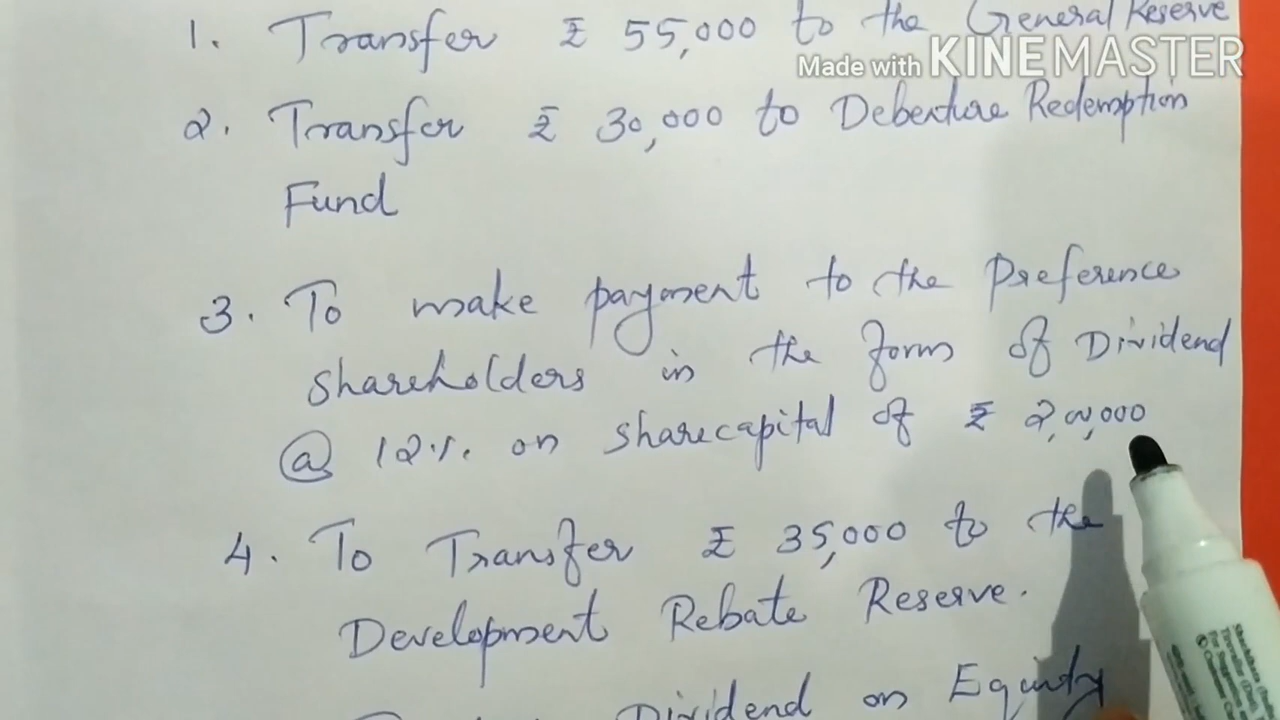 1. Transfer ₹ 55,000 to the General Reserve
Made with KINEMASTER
2. Transfer ₹ 30,000 to Debenture Redemption
Fund
3. To make payment to the Preference
shareholders in the form of Dividend
@ 12%. on sharecapital of ₹ 2,00,000
4. To Transfer ₹ 35,000 to the
Development Rebate Reserve.
Dividend on Equity